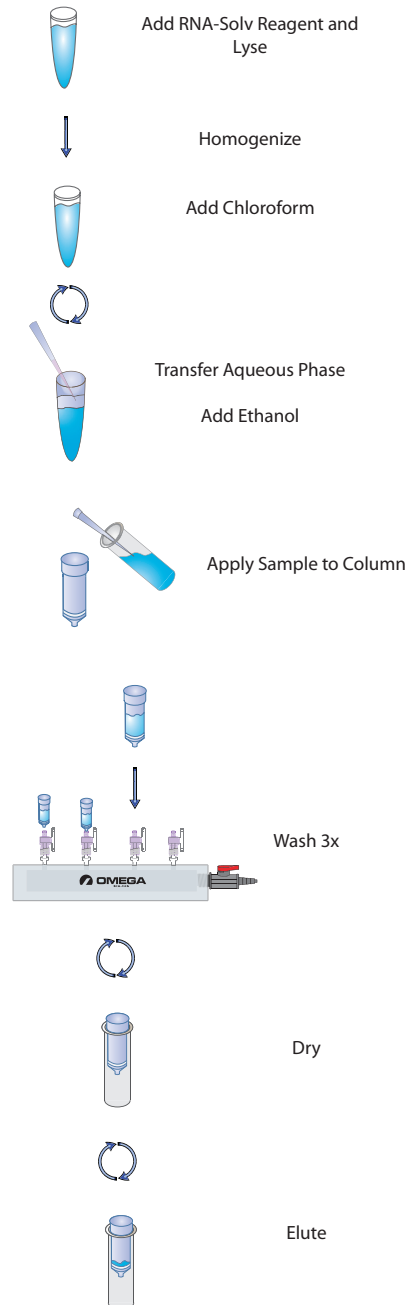 Add RNA-Solv Reagent and
Lyse
Homogenize
Add Chloroform
Transfer Aqueous Phase
Add Ethanol
Apply Sample to Column
Wash 3x
OMEGA
Dry
Elute